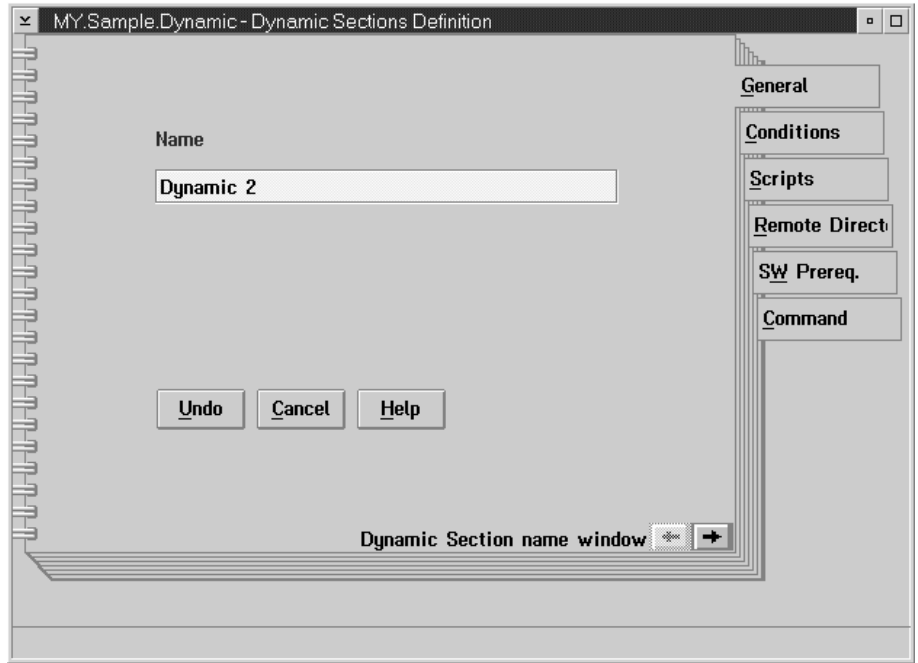 MY.Sample.Dynamic - Dynamic Sections Definition
General
Conditions
Name
Scripts
Dynamic 2
Remote Direct
SW Prereq.
Command
Undo Cancel Help
Dynamic Section name window